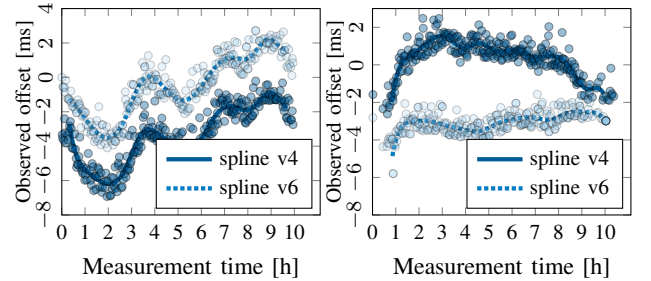 4
2
0
−2
−4
−6
−8
Observed offset [ms]
spline v4
spline v6
0 1 2 3 4 5 6 7 8 9 10
Measurement time [h]
4
2
0
−2
−4
−6
−8
Observed offset [ms]
spline v4
spline v6
0 1 2 3 4 5 6 7 8 9 10
Measurement time [h]